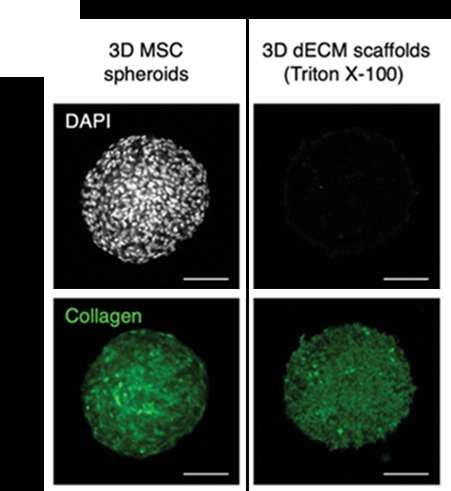 3D MSC
spheroids
3D dECM scaffolds
(Triton X-100)
DAPI
Collagen